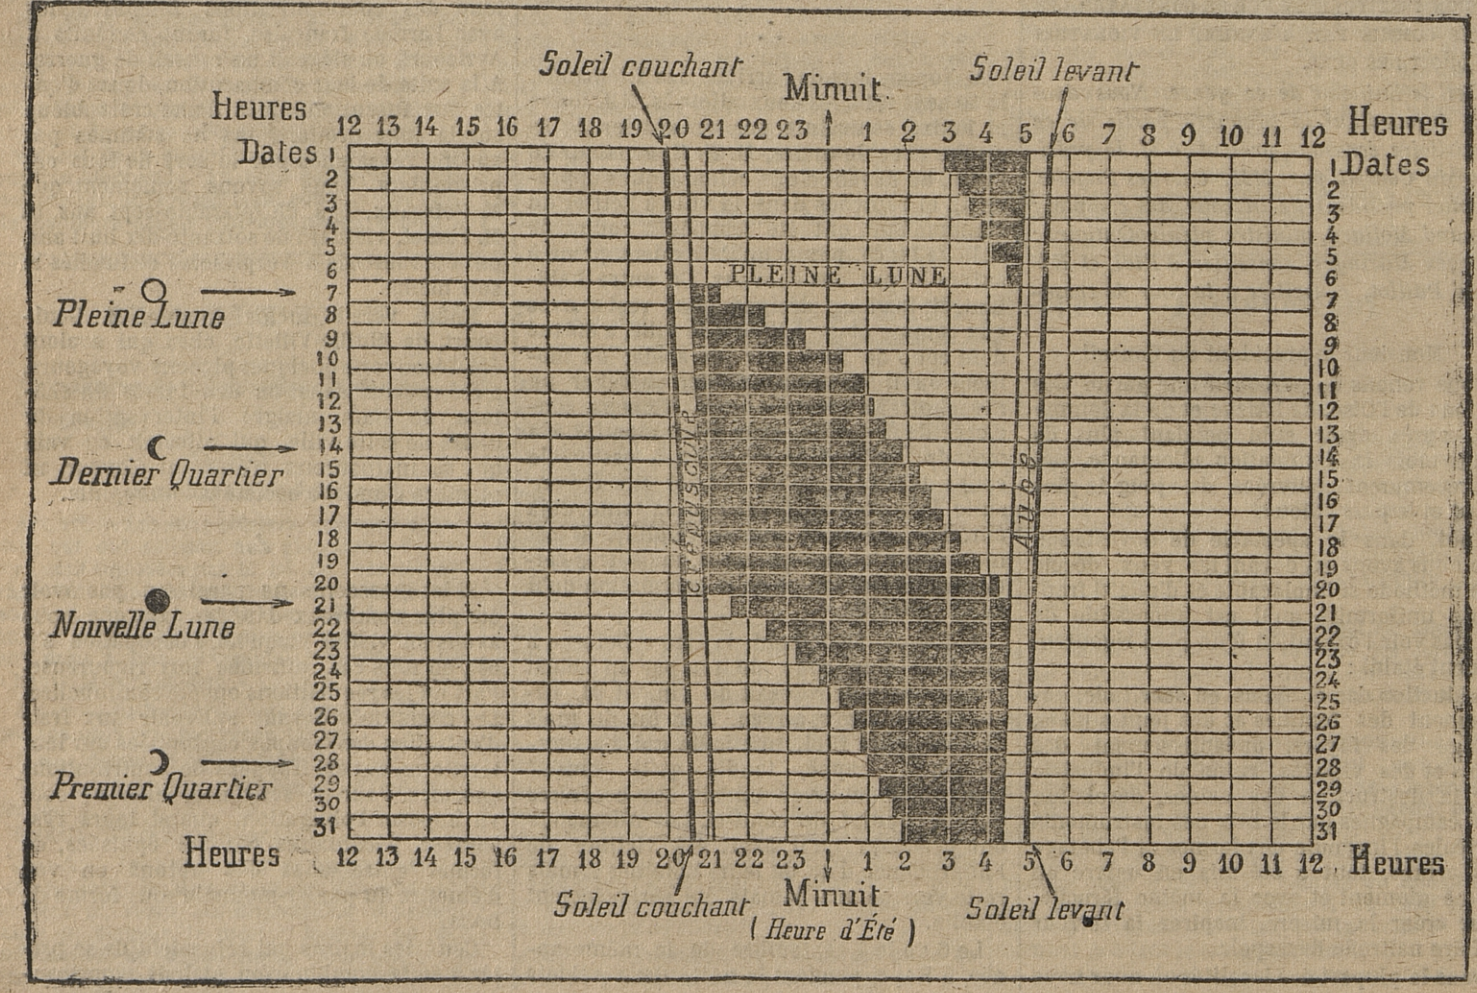 Soleil couchant
Minuit
Soleil levant
Heures 12 13 14 15 16 17 18 19 20 21 22 23 1 2 3 4 5 6 7 8 9 10 11 12 Heures
Dates 1 1 Dates
2 2
3 3
4 4
5 5
6 PLEINE LUNE 6
7 7
Pleine Lune
8 8
9 9
10 10
11 11
12 12
13 13
14 14
Dernier Quartier
15 15
16 16
17 17
18 18
19 19
20 20
Crépuscule
Aube
21 21
Nouvelle Lune
22 22
23 23
24 24
25 25
26 26
27 27
28 28
Premier Quartier
29 29
30 30
31 31
Heures 12 13 14 15 16 17 18 19 20 21 22 23 1 2 3 4 5 6 7 8 9 10 11 12 Heures
Soleil couchant
Minuit
Soleil levant
(Heure d'Été)